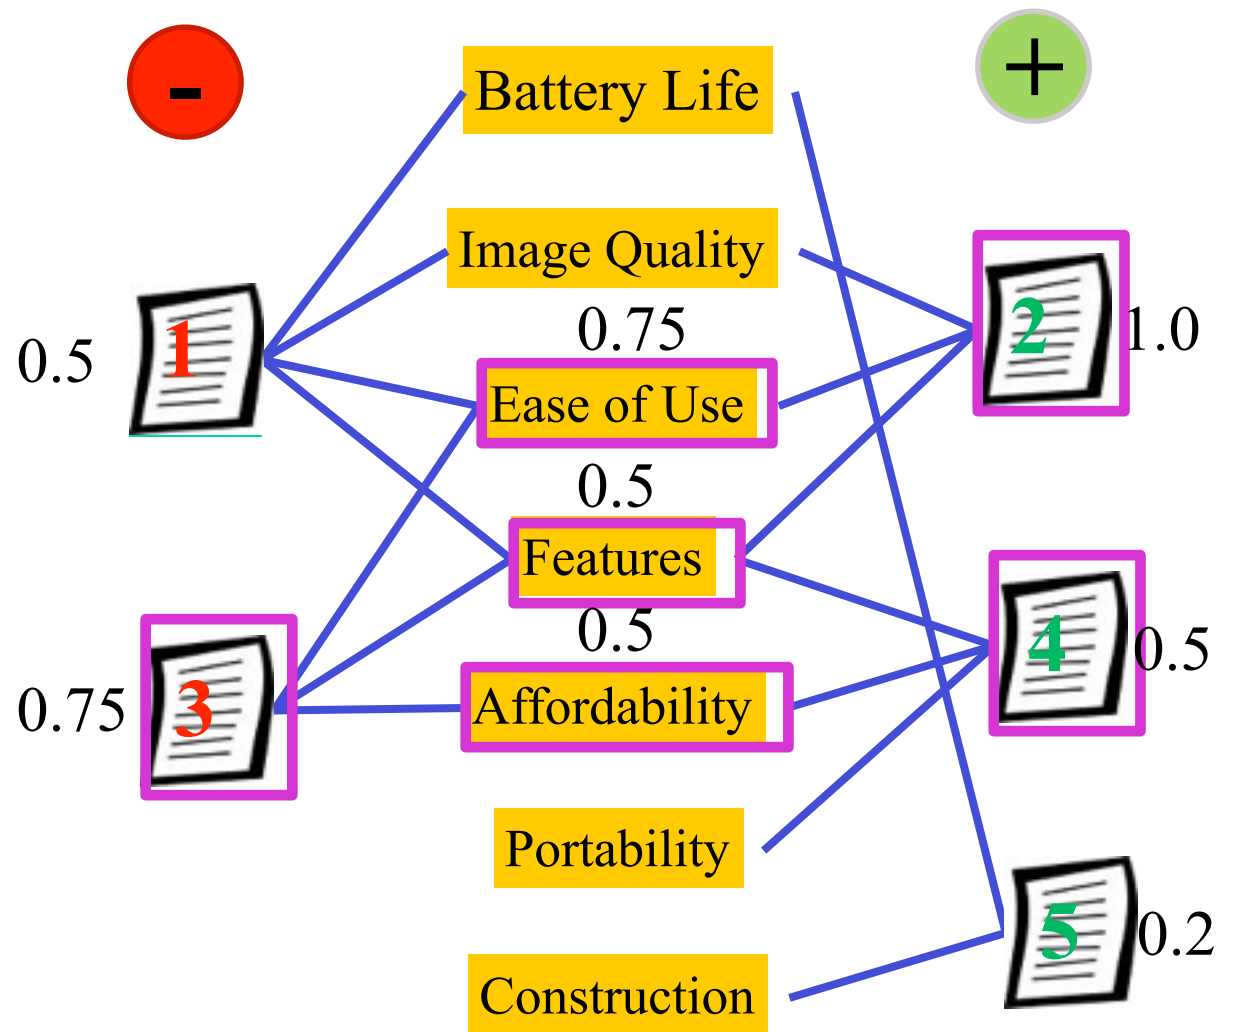 -
+
Battery Life
Image Quality
0.75
1
0.5
2
1.0
Ease of Use
0.5
Features
0.5
3
0.75
4
0.5
Affordability
Portability
5
0.2
Construction